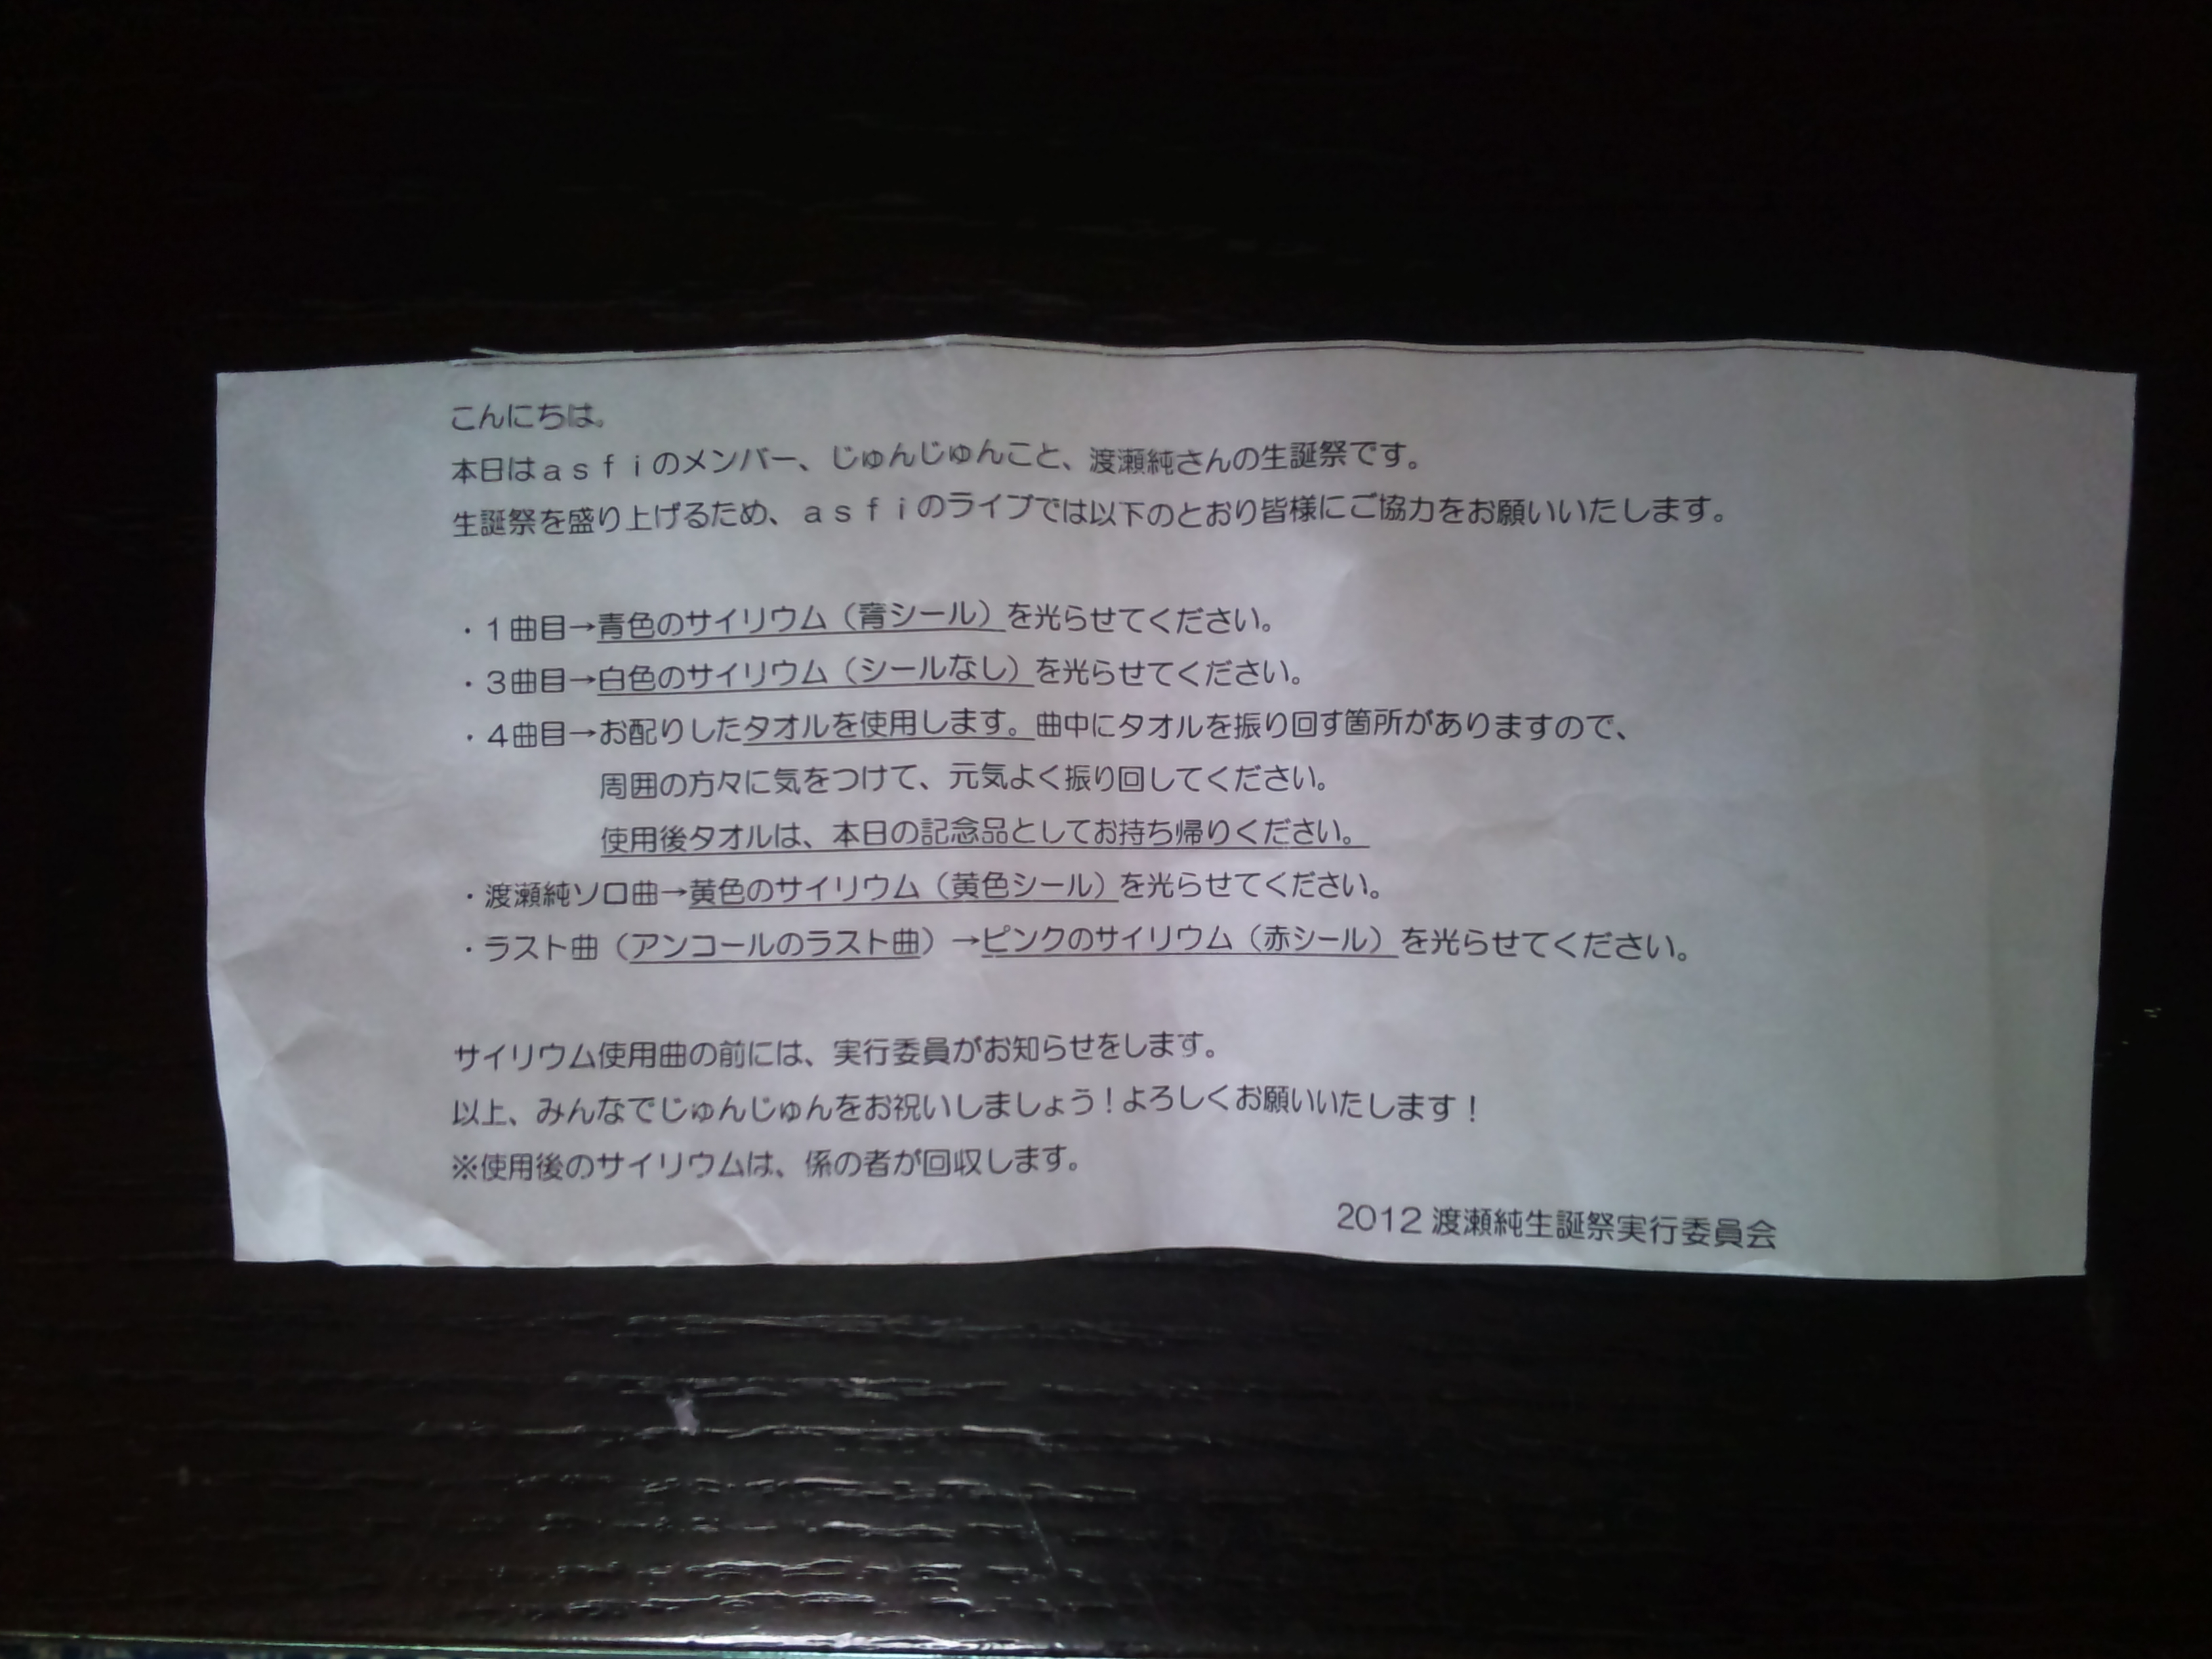 こんにちは。
本日はａｓｆｉのメンバー、じゅんじゅんこと、渡瀬純さんの生誕祭です。
生誕祭を盛り上げるため、ａｓｆｉのライブでは以下のとおり皆様にご協力をお願いいたします。
・１曲目→青色のサイリウム（青シール）を光らせてください。
・３曲目→白色のサイリウム（シールなし）を光らせてください。
・４曲目→お配りしたタオルを使用します。曲中にタオルを振り回す箇所がありますので、
周囲の方々に気をつけて、元気よく振り回してください。
使用後タオルは、本日の記念品としてお持ち帰りください。
・渡瀬純ソロ曲→黄色のサイリウム（黄色シール）を光らせてください。
・ラスト曲（アンコールのラスト曲）→ピンクのサイリウム（赤シール）を光らせてください。
サイリウム使用曲の前には、実行委員がお知らせをします。
以上、みんなでじゅんじゅんをお祝いしましょう！よろしくお願いいたします！
※使用後のサイリウムは、係の者が回収します。
2012 渡瀬純生誕祭実行委員会